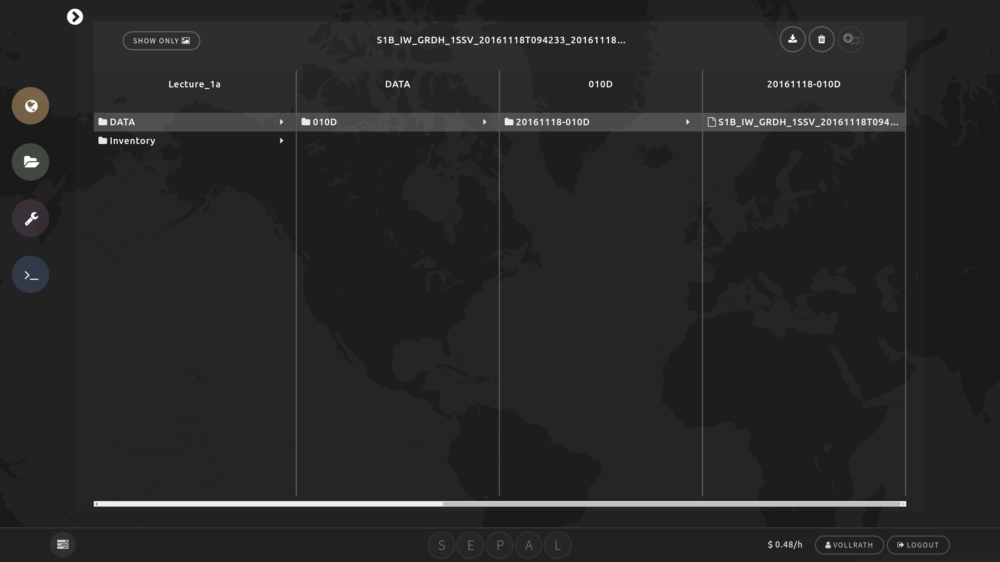 SHOW ONLY
S1B_IW_GRDH_1SSV_20161118T094233_20161118...
Lecture_1a
DATA
010D
20161118-010D
DATA
010D
20161118-010D
S1B_IW_GRDH_1SSV_20161118T094...
Inventory
S E P A L
$ 0.48/h
VOLLRATH
LOGOUT